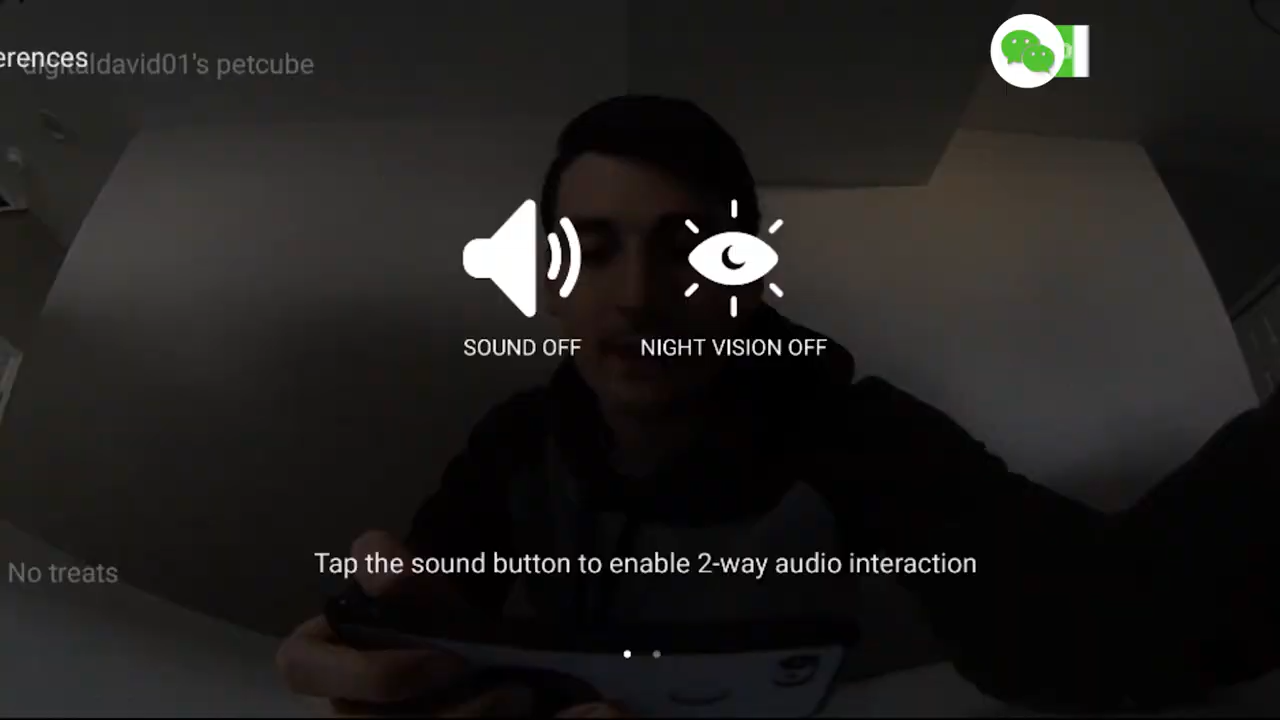 erences
digitaldavid01's petcube
SOUND OFF
NIGHT VISION OFF
Tap the sound button to enable 2-way audio interaction
No treats